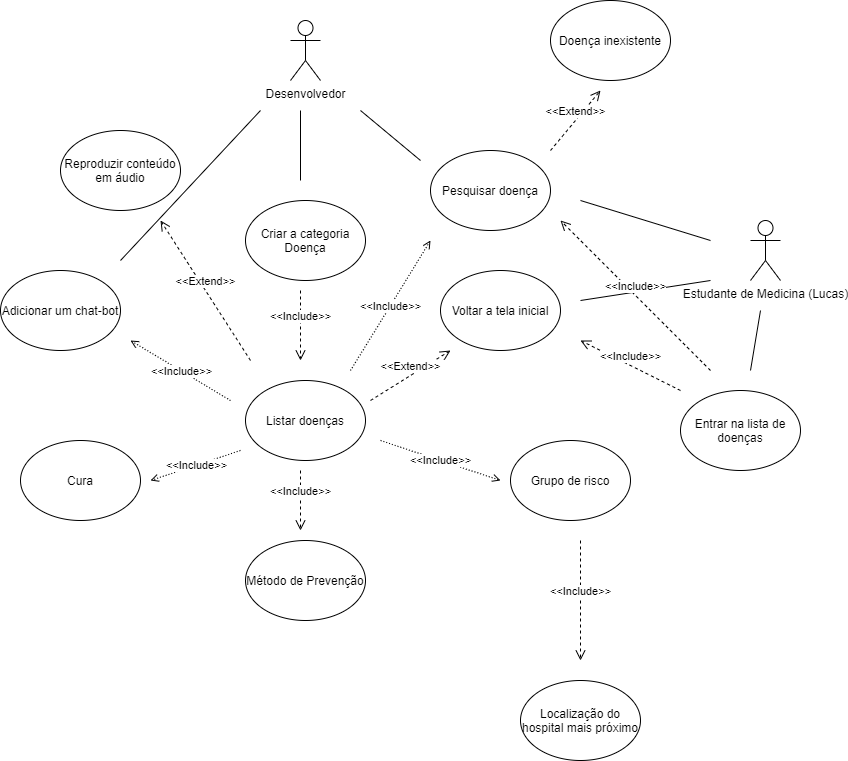 Doença inexistente
Desenvolvedor
<<Extend>>
Reproduzir conteúdo
em áudio
Pesquisar doença
Criar a categoria
Doença
<<Extend>>
<<Include>>
Estudante de Medicina (Lucas)
Adicionar um chat-bot
<<Include>>
<<Include>>
Voltar a tela inicial
<<Include>>
<<Extend>>
<<Include>>
Listar doenças
Entrar na lista de
doenças
<<Include>>
<<Include>>
Cura
<<Include>>
Grupo de risco
Método de Prevenção
<<Include>>
Localização do
hospital mais próximo